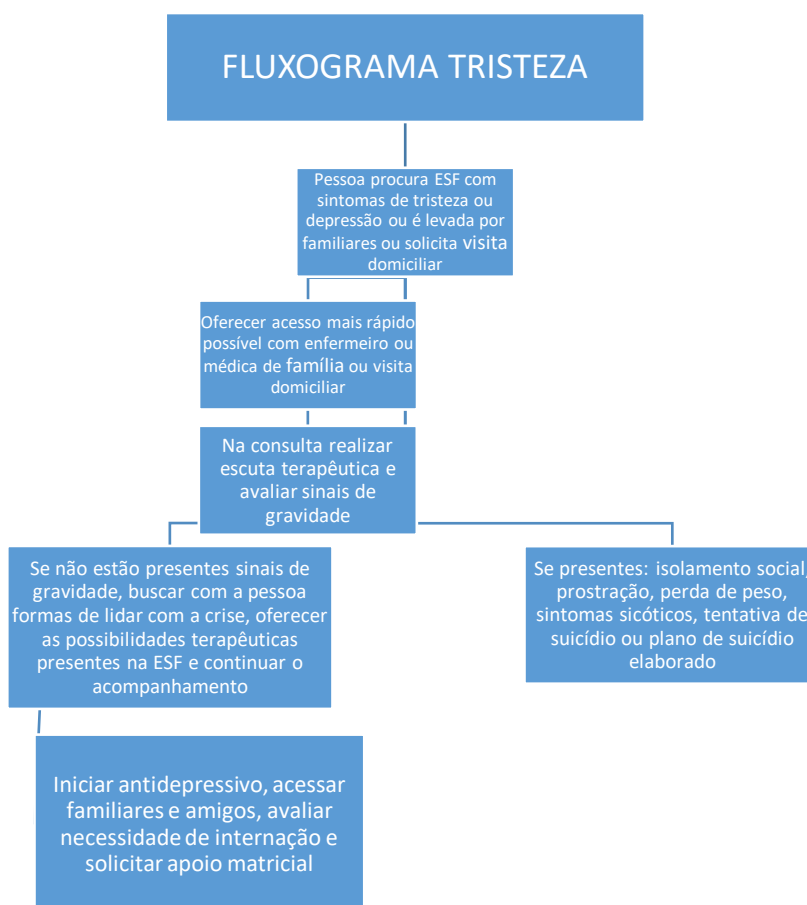 FLUXOGRAMA TRISTEZA
Pessoa procura ESF com
sintomas de tristeza ou
depressão ou é levada por
familiares ou solicita visita
domiciliar
Oferecer acesso mais rápido
possível com enfermeiro ou
médica de família ou visita
domiciliar
Na consulta realizar
escuta terapêutica e
avaliar sinais de
gravidade
Se não estão presentes sinais de
gravidade, buscar com a pessoa
formas de lidar com a crise, oferecer
as possibilidades terapêuticas
presentes na ESF e continuar o
acompanhamento
Se presentes: isolamento social,
prostração, perda de peso,
sintomas sicóticos, tentativa de
suicídio ou plano de suicídio
elaborado
Iniciar antidepressivo, acessar
familiares e amigos, avaliar
necessidade de internação e
solicitar apoio matricial